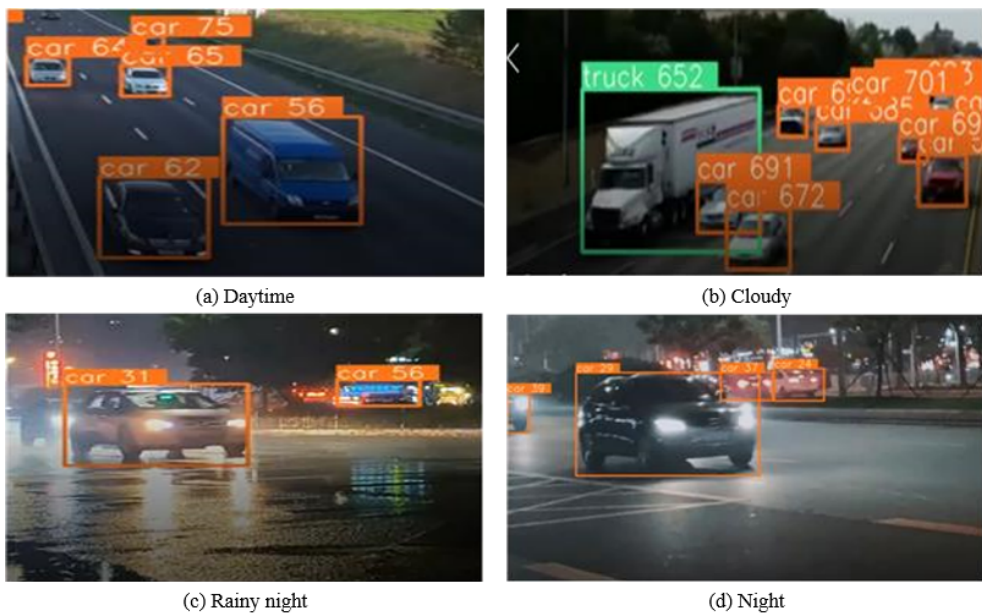 car 75
car 64
car 65
car 56
car 62
(a) Daytime
truck 652
car 701
car 691
car 672
(b) Cloudy
car 31
car 56
(c) Rainy night
car 29
car 37
car 24
car 39
(d) Night